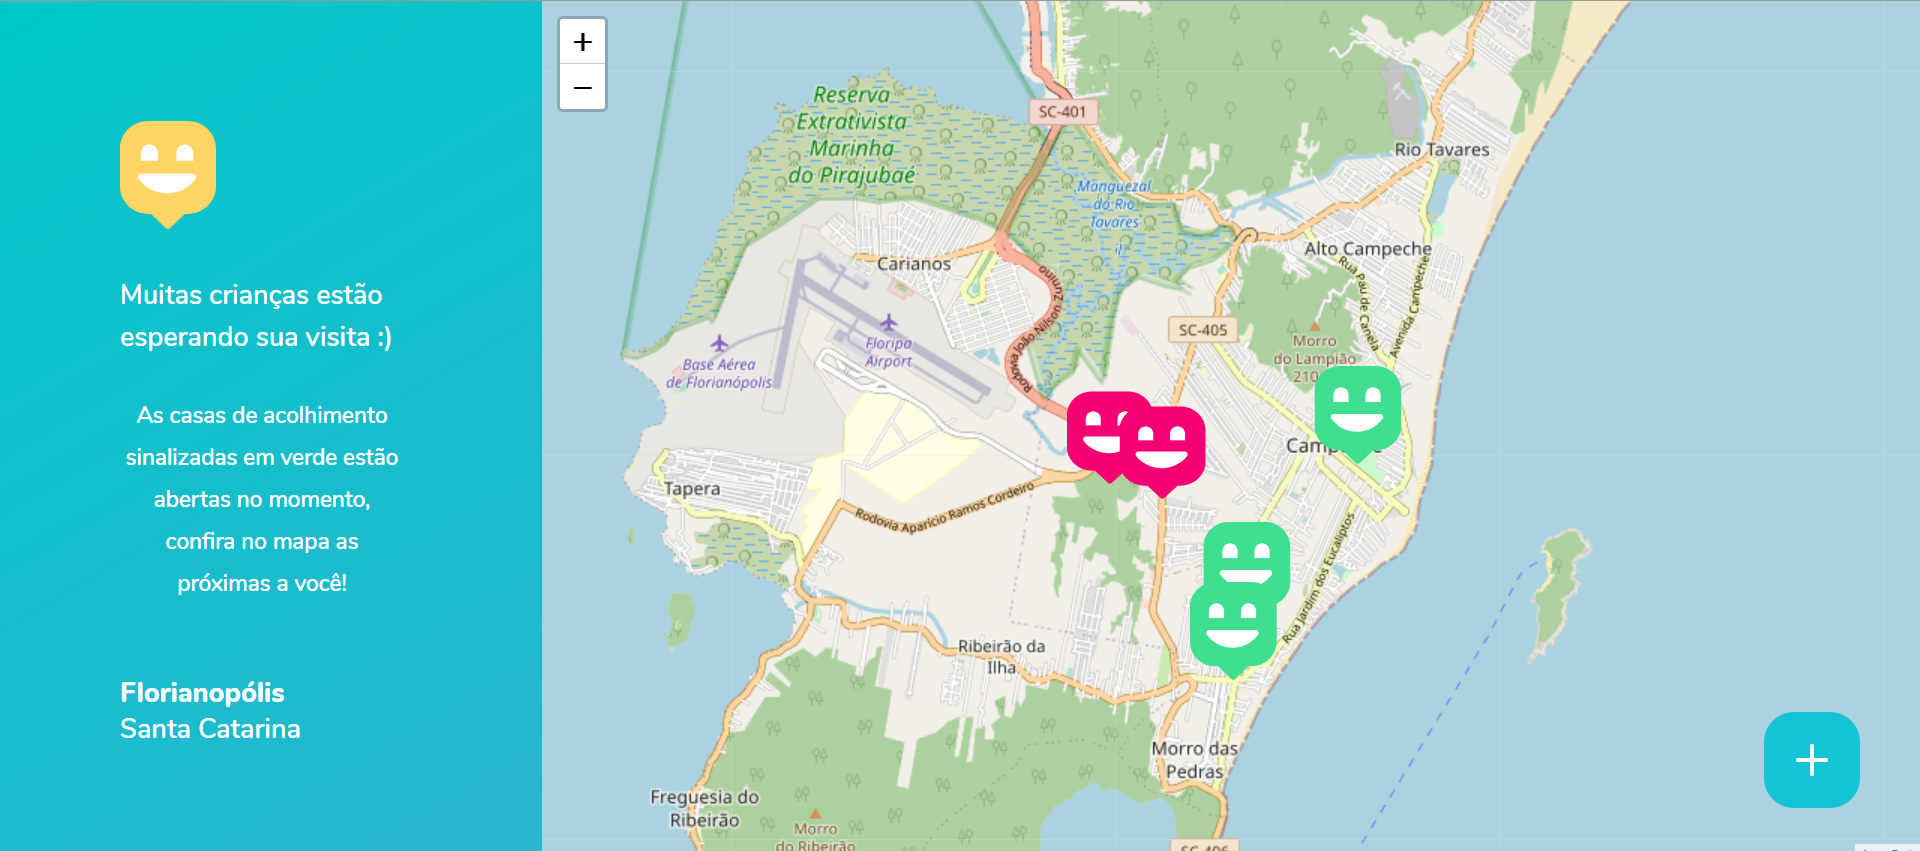 Muitas crianças estão
esperando sua visita :)
As casas de acolhimento
sinalizadas em verde estão
abertas no momento,
confira no mapa as
próximas a você!
Florianopólis
Santa Catarina
+
−
Reserva
Extrativista
Marinha
do Pirajubaé
SC-401
Manguezal
do Rio
Tavares
Rio Tavares
Alto Campeche
Carianos
Rua Pau de Canela
Avenida Campeche
Rodovia João Nilson Zunino
SC-405
Floripa
Airport
Base Aérea
de Florianópolis
Morro
do Lampião
210
Tapera
Rodovia Aparício Ramos Cordeiro
Rua Jardim dos Eucaliptos
Ribeirão da
Ilha
Morro das
Pedras
Freguesia do
Ribeirão
Morro
do Ribeirão
SC-406
+